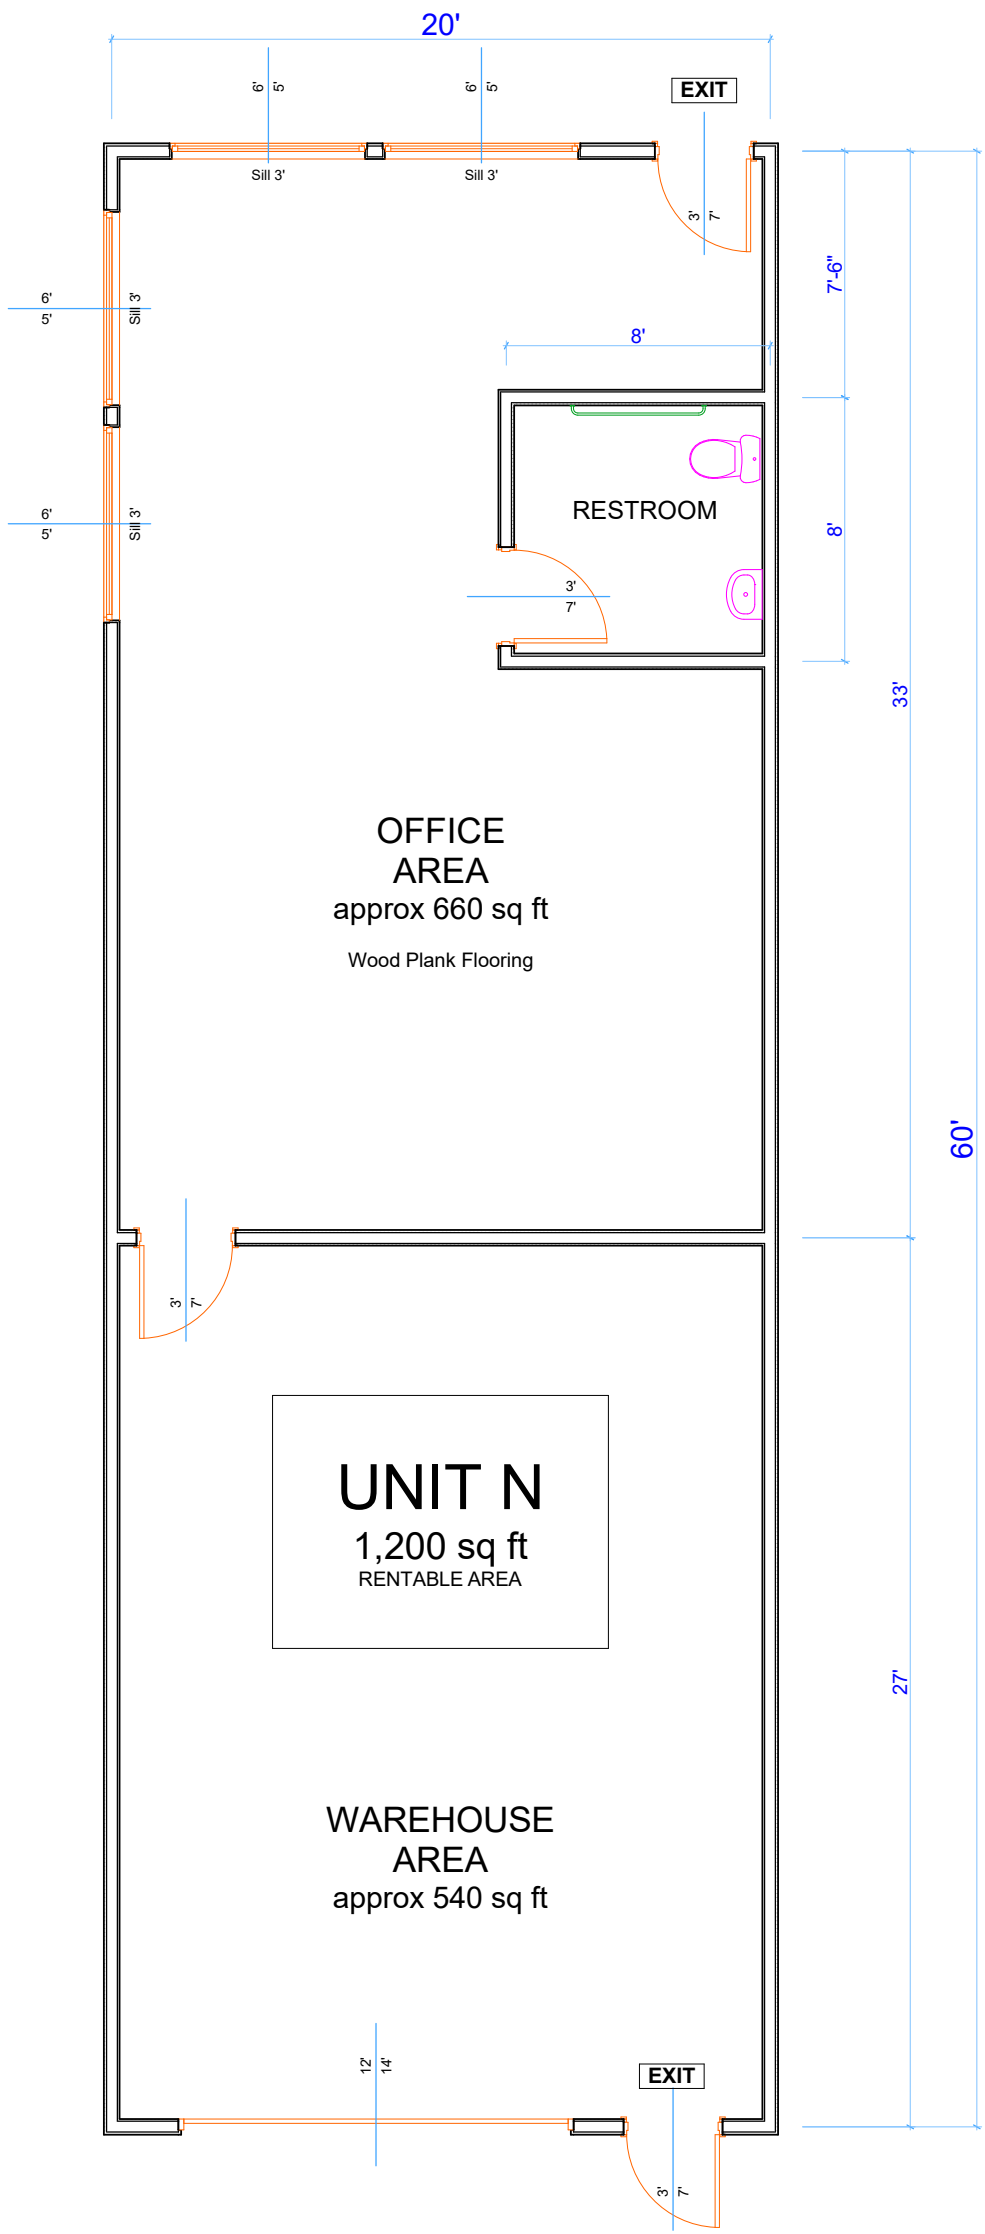 20'
6'
5'
6'
5'
EXIT
Sill 3'
Sill 3'
3'
7'
7'-6"
6'
5'
Sill 3'
8'
RESTROOM
6'
5'
Sill 3'
8'
3'
7'
33'
OFFICE
AREA
approx 660 sq ft
Wood Plank Flooring
60'
3'
7'
UNIT N
1,200 sq ft
RENTABLE AREA
27'
WAREHOUSE
AREA
approx 540 sq ft
12'
14'
EXIT
3'
7'